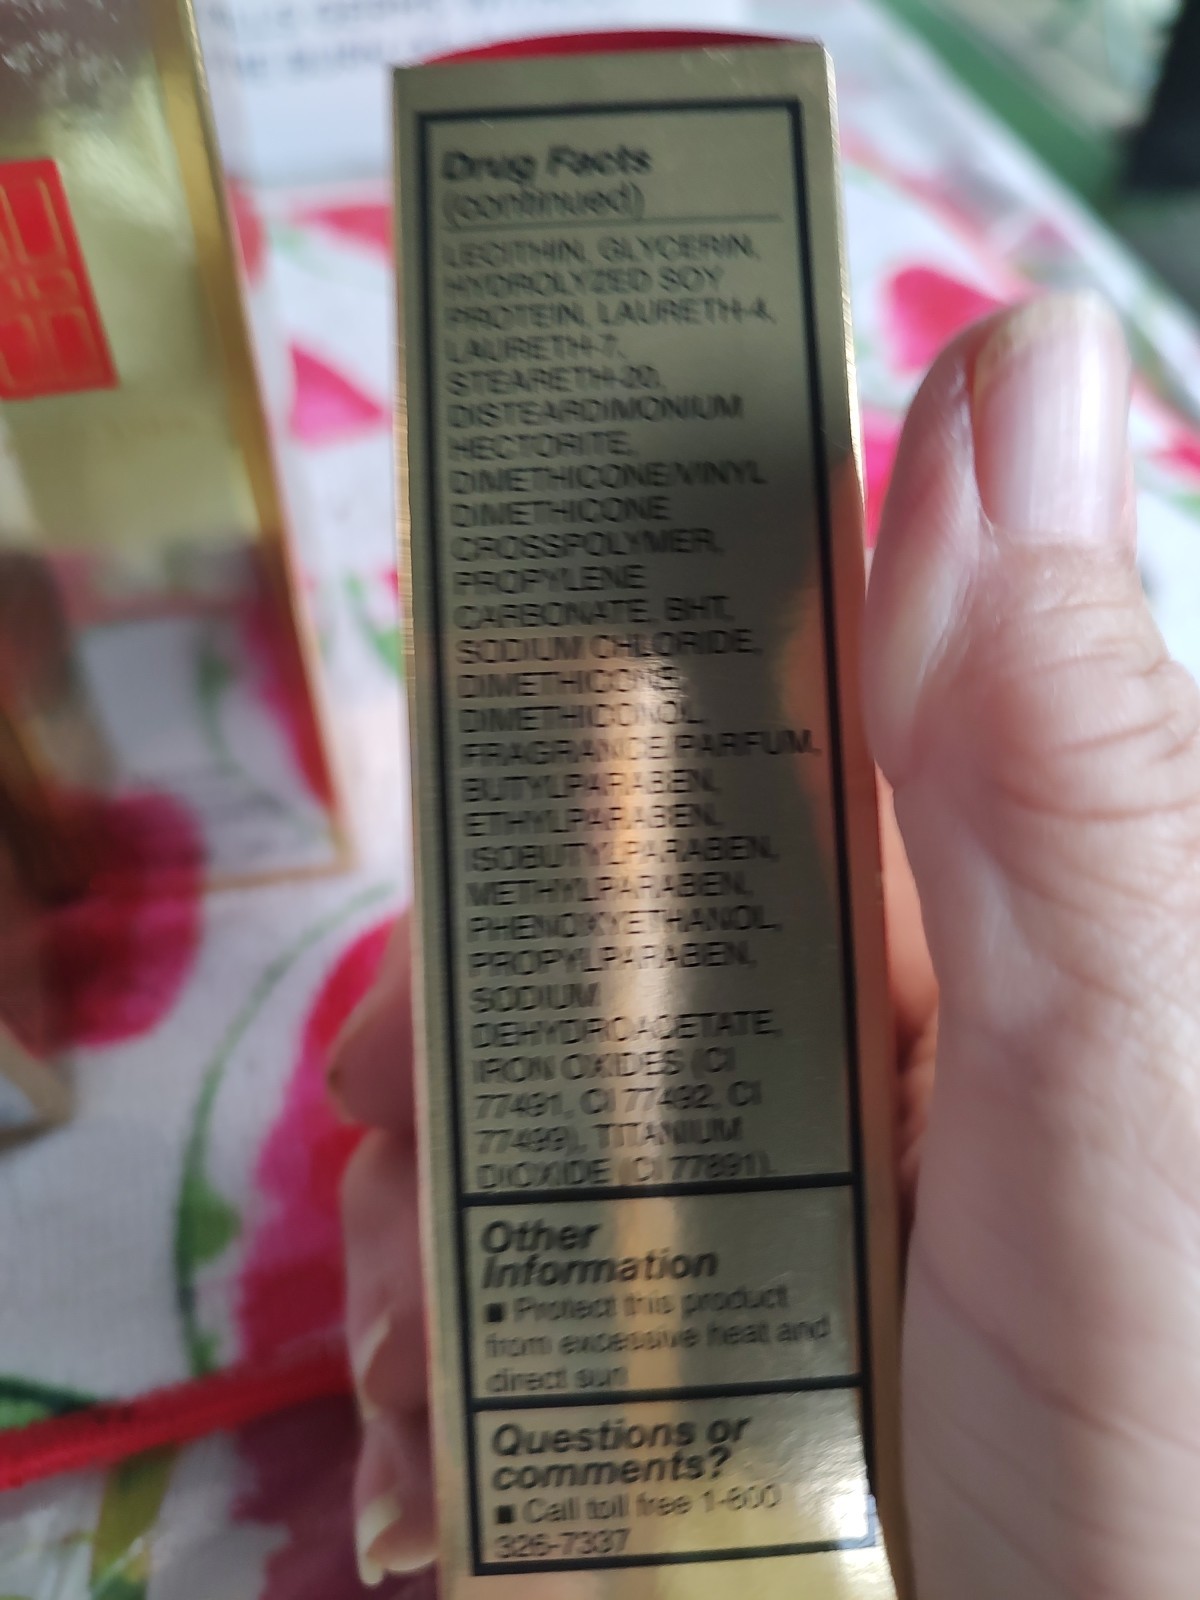 Drug Facts
(continued)
LECITHIN, GLYCERIN,
HYDROLYZED SOY
PROTEIN, LAURETH-4,
LAURETH-7,
STEARETH-20,
DISTEARDIMONIUM
HECTORITE,
DIMETHICONE/VINYL
DIMETHICONE
CROSSPOLYMER,
PROPYLENE
CARBONATE, BHT,
SODIUM CHLORIDE,
DIMETHICONE,
DIMETHICONOL,
FRAGRANCE/PARFUM,
BUTYLPARABEN,
ETHYLPARABEN,
ISOBUTYLPARABEN,
METHYLPARABEN,
PHENOXYETHANOL,
PROPYLPARABEN,
SODIUM
DEHYDROACETATE,
IRON OXIDES (CI
77491, CI 77492, CI
77499), TITANIUM
DIOXIDE (CI 77891).
Other
Information
■ Protect this product
from excessive heat and
direct sun
Questions or
comments?
■ Call toll free 1-800
326-7337